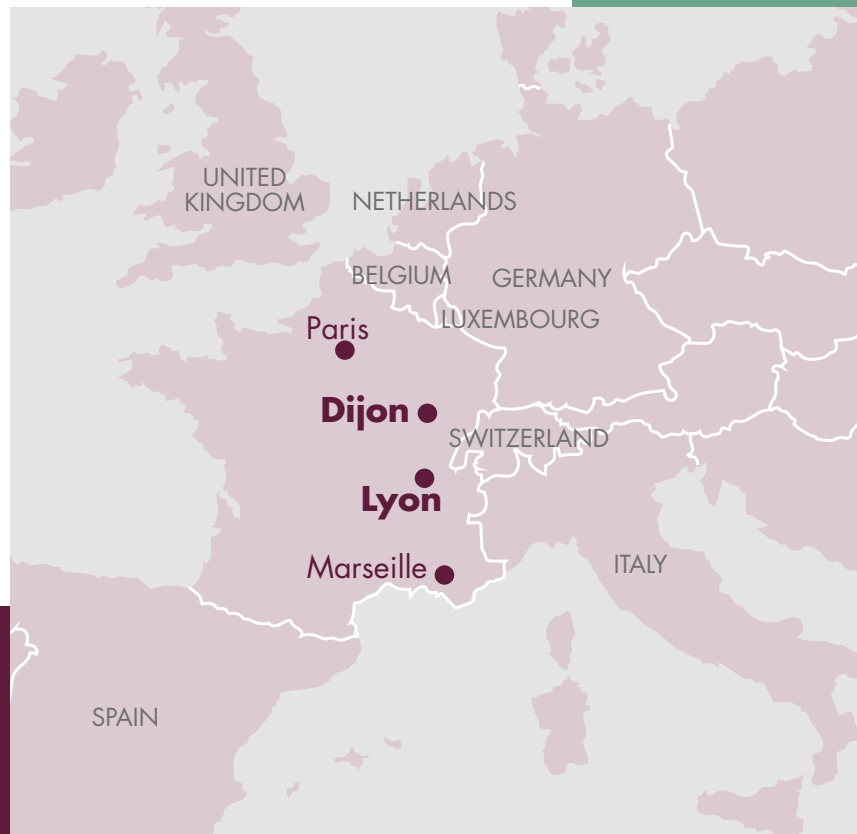 UNITED
KINGDOM
NETHERLANDS
BELGIUM
GERMANY
LUXEMBOURG
Paris
Dijon
SWITZERLAND
Lyon
Marseille
ITALY
SPAIN